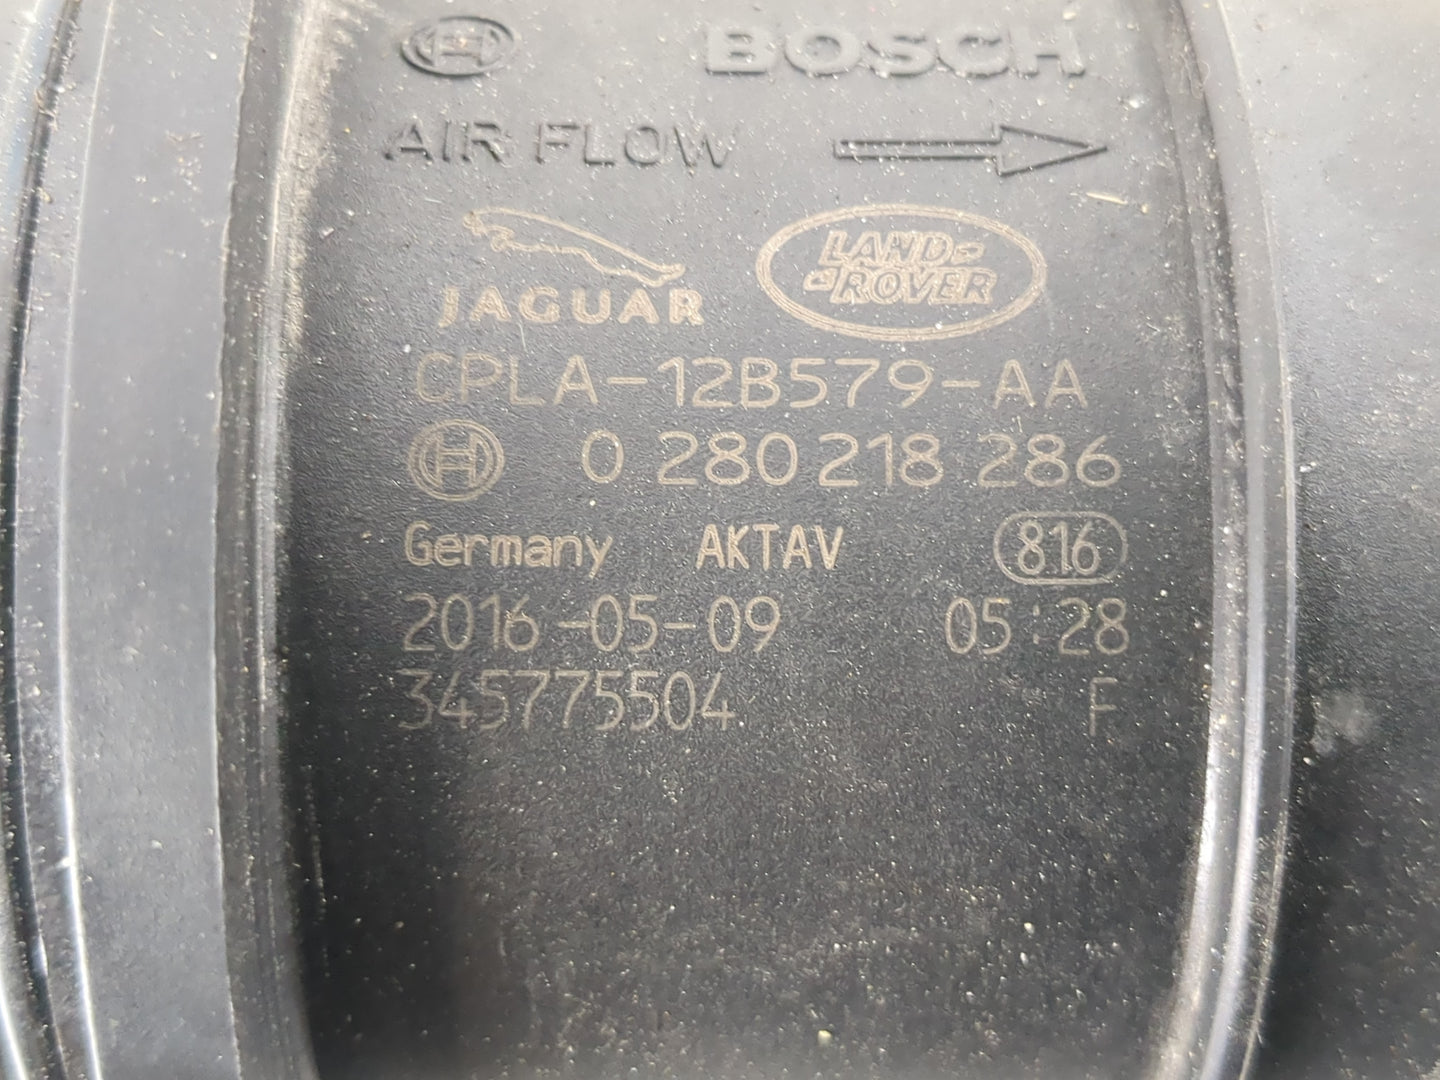 BOSCH
AIR FLOW
JAGUAR
LAND
ROVER
CPLA-12B579-AA
0 280 218 286
Germany AKTAV 816
2016-05-09 05:28
345775504 F